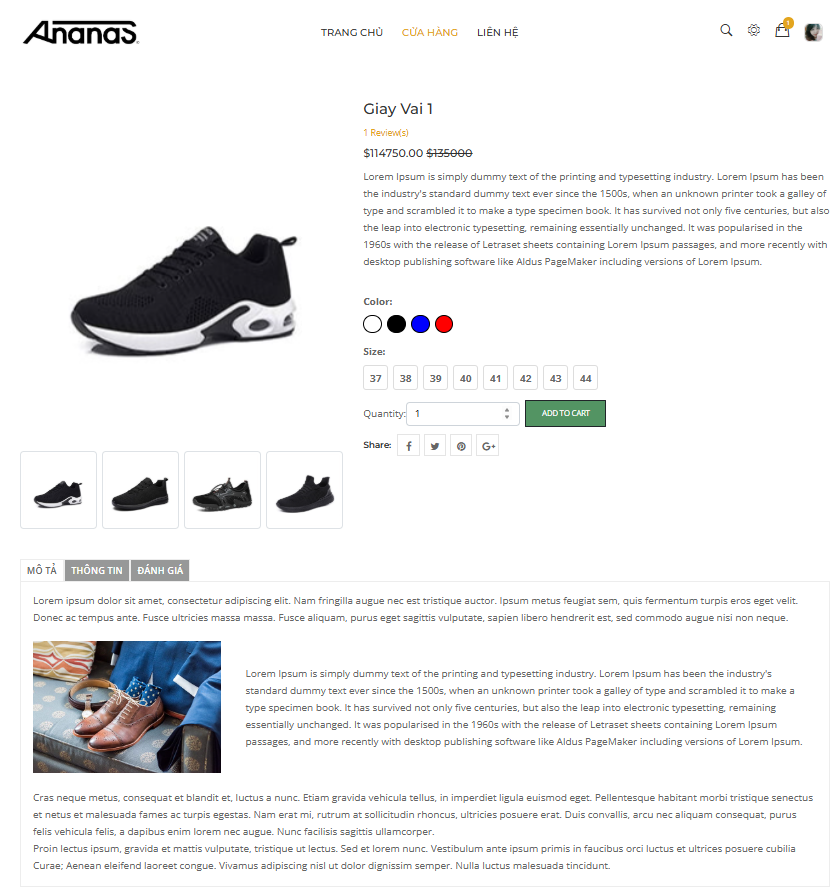 Ananas
TRANG CHỦ CỬA HÀNG LIÊN HỆ
1
Giay Vai 1
1 Review(s)
$114750.00 $135000
Lorem Ipsum is simply dummy text of the printing and typesetting industry. Lorem Ipsum has been
the industry's standard dummy text ever since the 1500s, when an unknown printer took a galley of
type and scrambled it to make a type specimen book. It has survived not only five centuries, but also
the leap into electronic typesetting, remaining essentially unchanged. It was popularised in the
1960s with the release of Letraset sheets containing Lorem Ipsum passages, and more recently with
desktop publishing software like Aldus PageMaker including versions of Lorem Ipsum.
Color:
Size:
37 38 39 40 41 42 43 44
Quantity: 1 ADD TO CART
Share:
MÔ TẢ THÔNG TIN ĐÁNH GIÁ
Lorem ipsum dolor sit amet, consectetur adipiscing elit. Nam fringilla augue nec est tristique auctor. Ipsum metus feugiat sem, quis fermentum turpis eros eget velit.
Donec ac tempus ante. Fusce ultricies massa massa. Fusce aliquam, purus eget sagittis vulputate, sapien libero hendrerit est, sed commodo augue nisi non neque.
Lorem Ipsum is simply dummy text of the printing and typesetting industry. Lorem Ipsum has been the industry's
standard dummy text ever since the 1500s, when an unknown printer took a galley of type and scrambled it to make a
type specimen book. It has survived not only five centuries, but also the leap into electronic typesetting, remaining
essentially unchanged. It was popularised in the 1960s with the release of Letraset sheets containing Lorem Ipsum
passages, and more recently with desktop publishing software like Aldus PageMaker including versions of Lorem Ipsum.
Cras neque metus, consequat et blandit et, luctus a nunc. Etiam gravida vehicula tellus, in imperdiet ligula euismod eget. Pellentesque habitant morbi tristique senectus
et netus et malesuada fames ac turpis egestas. Nam erat mi, rutrum at sollicitudin rhoncus, ultricies posuere erat. Duis convallis, arcu nec aliquam consequat, purus
felis vehicula felis, a dapibus enim lorem nec augue. Nunc facilisis sagittis ullamcorper.
Proin lectus ipsum, gravida et mattis vulputate, tristique ut lectus. Sed et lorem nunc. Vestibulum ante ipsum primis in faucibus orci luctus et ultrices posuere cubilia
Curae; Aenean eleifend laoreet congue. Vivamus adipiscing nisl ut dolor dignissim semper. Nulla luctus malesuada tincidunt.